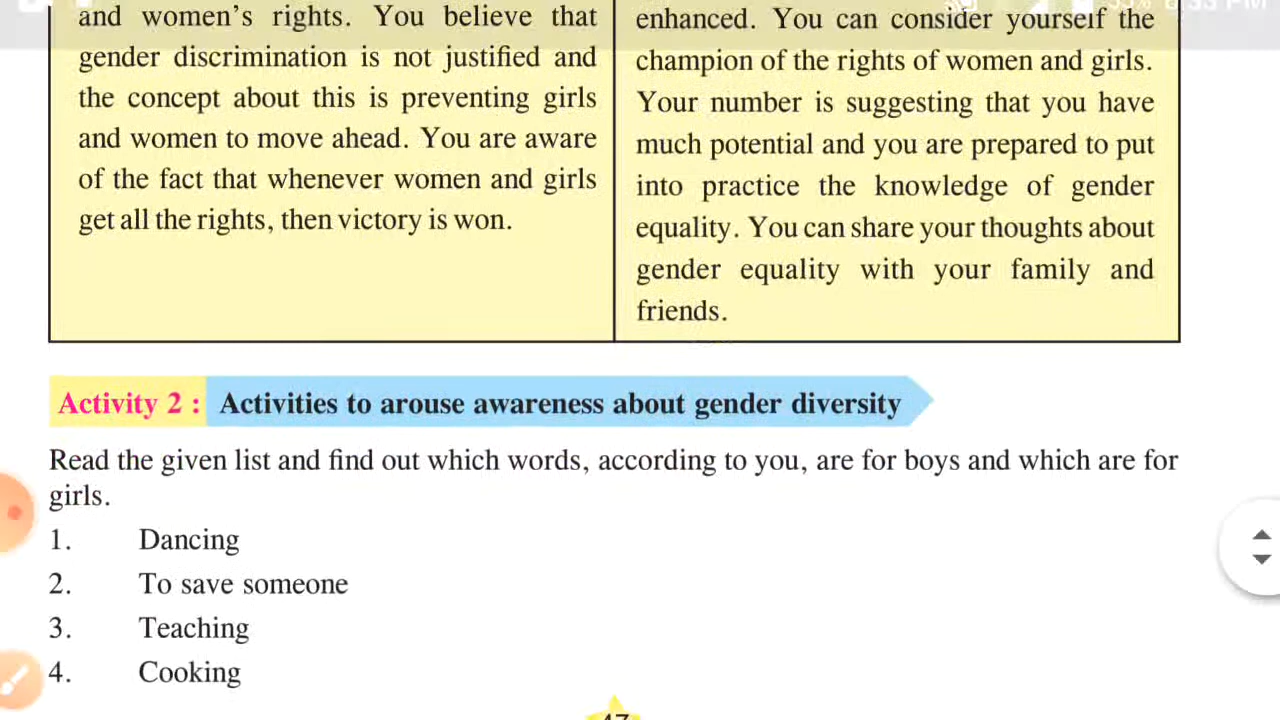 and women’s rights. You believe that
gender discrimination is not justified and
the concept about this is preventing girls
and women to move ahead. You are aware
of the fact that whenever women and girls
get all the rights, then victory is won.
enhanced. You can consider yourself the
champion of the rights of women and girls.
Your number is suggesting that you have
much potential and you are prepared to put
into practice the knowledge of gender
equality. You can share your thoughts about
gender equality with your family and
friends.
Activity 2 : Activities to arouse awareness about gender diversity
Read the given list and find out which words, according to you, are for boys and which are for
girls.
1. Dancing
2. To save someone
3. Teaching
4. Cooking
47